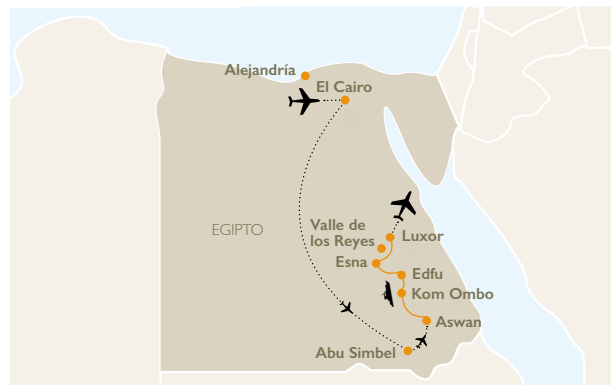 Alejandría
El Cairo
EGIPTO
Valle de
los Reyes
Luxor
Esna
Edfu
Kom Ombo
Aswan
Abu Simbel